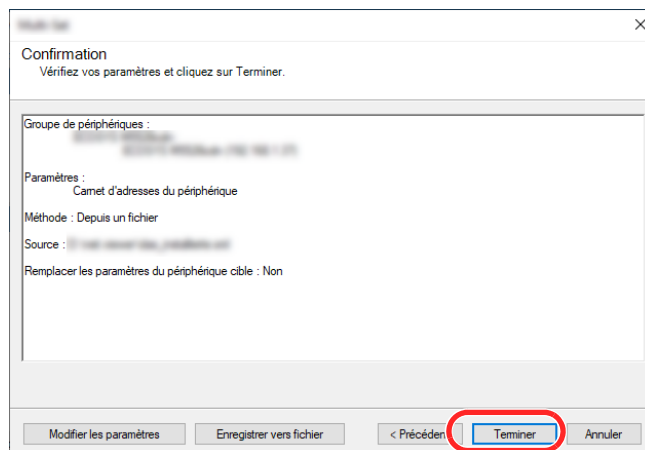 Confirmation
Vérifiez vos paramètres et cliquez sur Terminer.
Groupe de périphériques :
Paramètres :
Carnet d'adresses du périphérique
Méthode : Depuis un fichier
Source :
Remplacer les paramètres du périphérique cible : Non
Modifier les paramètres
Enregistrer vers fichier
< Précéden
Terminer
Annuler